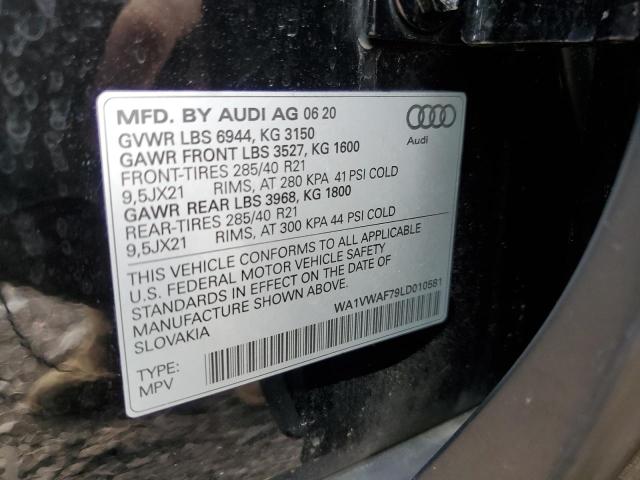 MFD. BY AUDI AG 06 20
GVWR LBS 6944, KG 3150
GAWR FRONT LBS 3527, KG 1600
FRONT-TIRES 285/40 R21
9,5JX21 RIMS, AT 280 KPA 41 PSI COLD
GAWR REAR LBS 3968, KG 1800
REAR-TIRES 285/40 R21
9,5JX21 RIMS, AT 300 KPA 44 PSI COLD
Audi
THIS VEHICLE CONFORMS TO ALL APPLICABLE
U.S. FEDERAL MOTOR VEHICLE SAFETY
STANDARDS IN EFFECT ON THE DATE OF
MANUFACTURE SHOWN ABOVE.
SLOVAKIA
WA1VWAF79LD010581
TYPE:
MPV